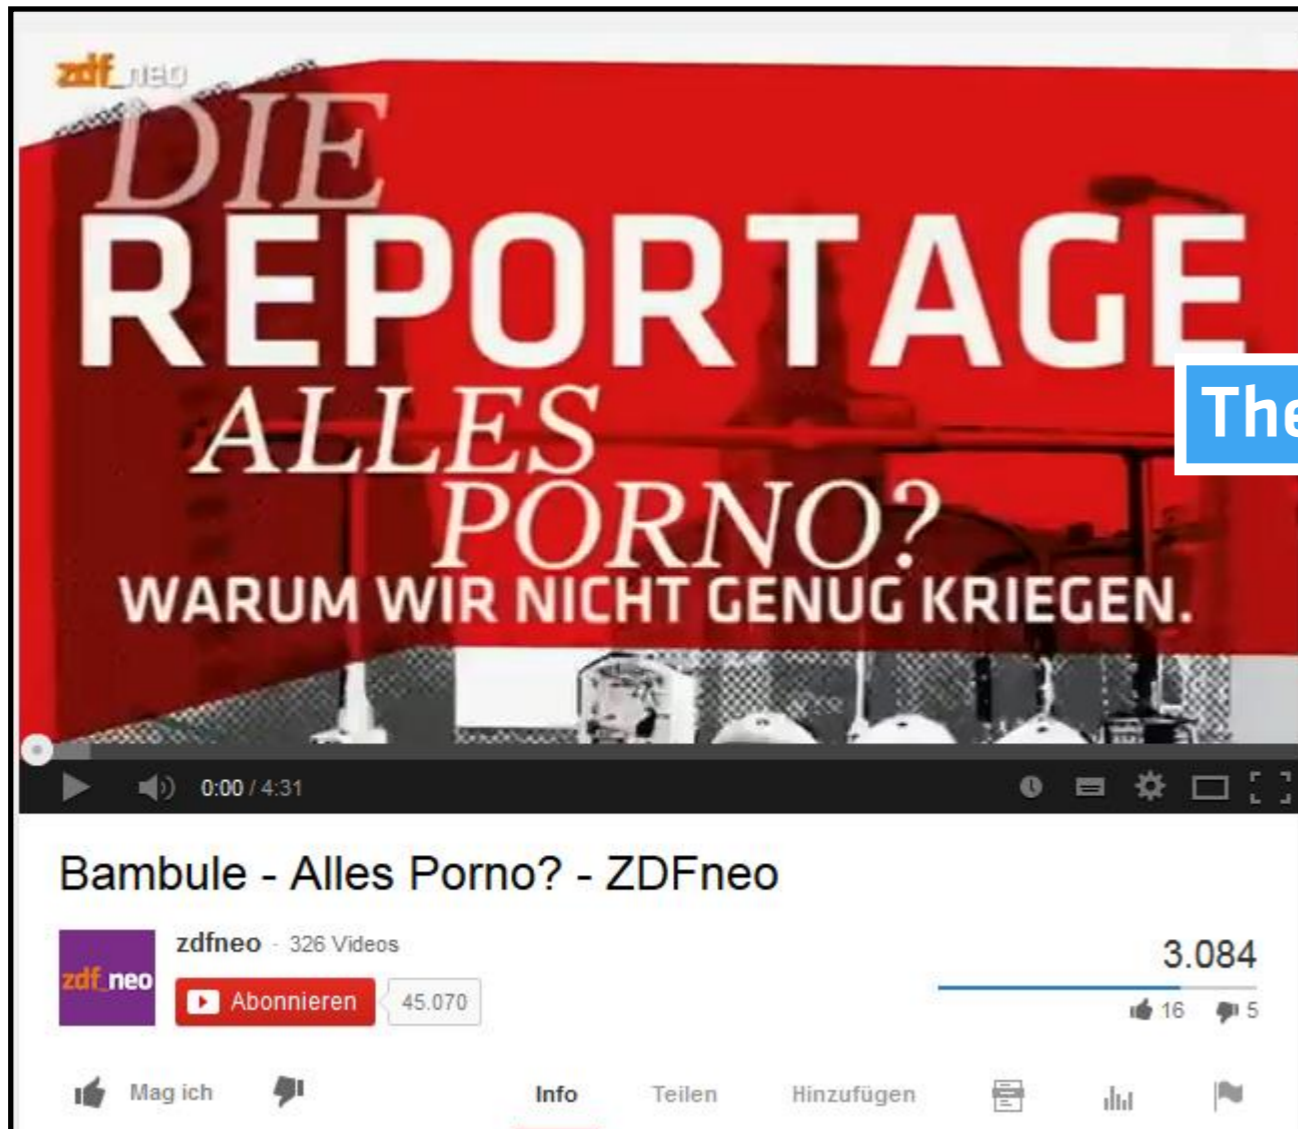 zdf_neo
DIE
REPORTAGE
ALLES
PORNO?
WARUM WIR NICHT GENUG KRIEGEN.
The
0:00 / 4:31
Bambule - Alles Porno? - ZDFneo
zdf_neo
zdfneo - 326 Videos
Abonnieren 45.070
3.084
16 5
Mag ich
Info Teilen Hinzufügen